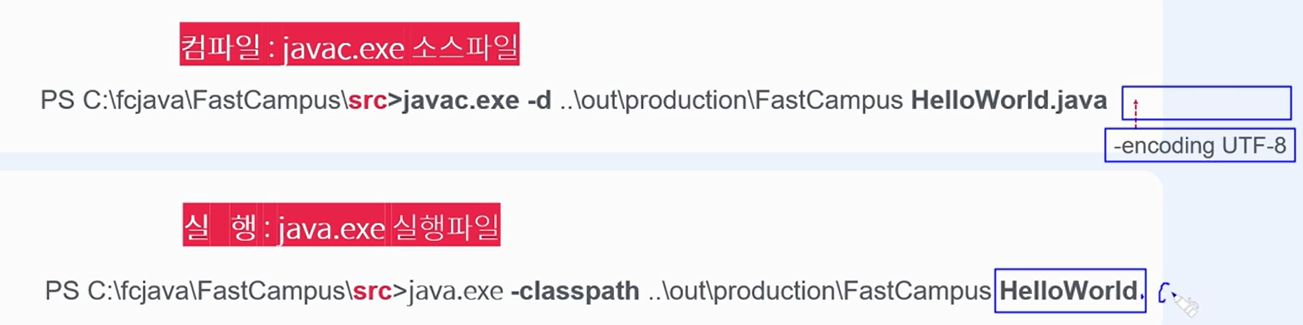 컴파일 : javac.exe 소스파일
PS C:\fcjava\FastCampus\src>javac.exe -d ..\out\production\FastCampus HelloWorld.java
-encoding UTF-8
실 행 : java.exe 실행파일
PS C:\fcjava\FastCampus\src>java.exe -classpath ..\out\production\FastCampus HelloWorld.